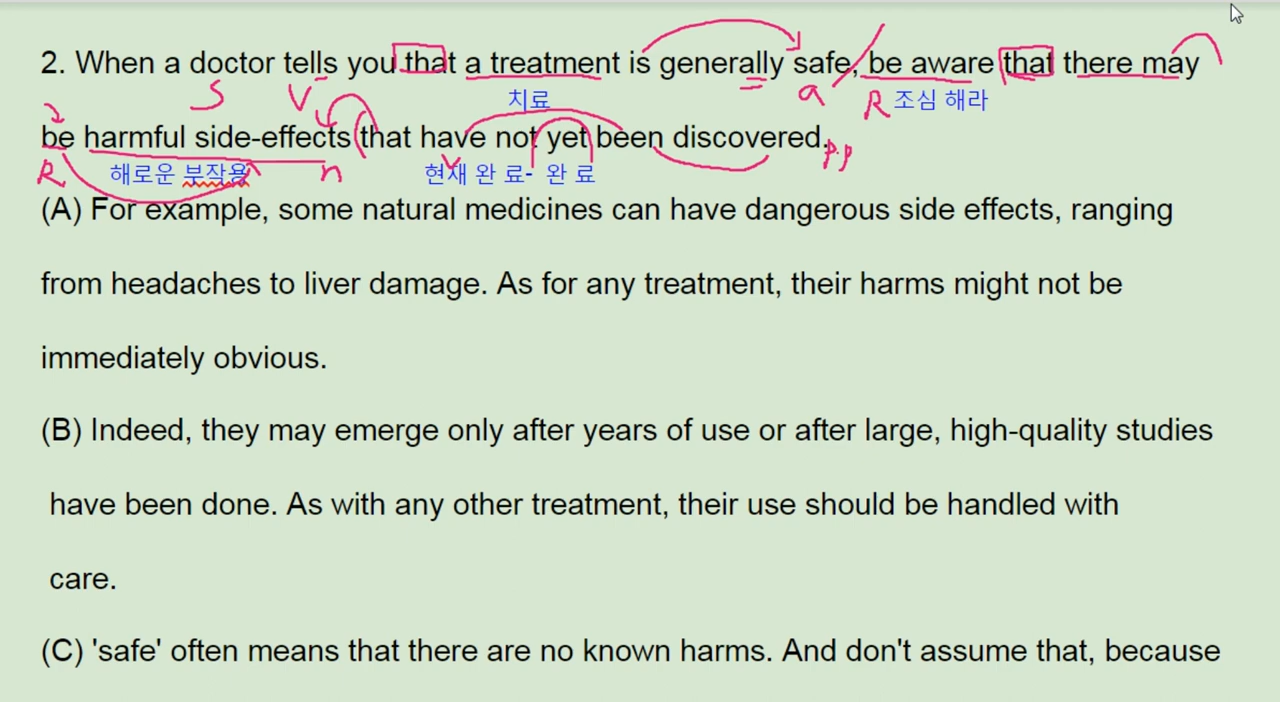 2. When a doctor tells you that a treatment is generally safe, be aware that there may
S V 치료 a R 조심 해라
be harmful side-effects that have not yet been discovered. p.p
R 해로운 부작용 n 현재 완 료- 완 료
(A) For example, some natural medicines can have dangerous side effects, ranging
from headaches to liver damage. As for any treatment, their harms might not be
immediately obvious.
(B) Indeed, they may emerge only after years of use or after large, high-quality studies
have been done. As with any other treatment, their use should be handled with
care.
(C) 'safe' often means that there are no known harms. And don't assume that, because